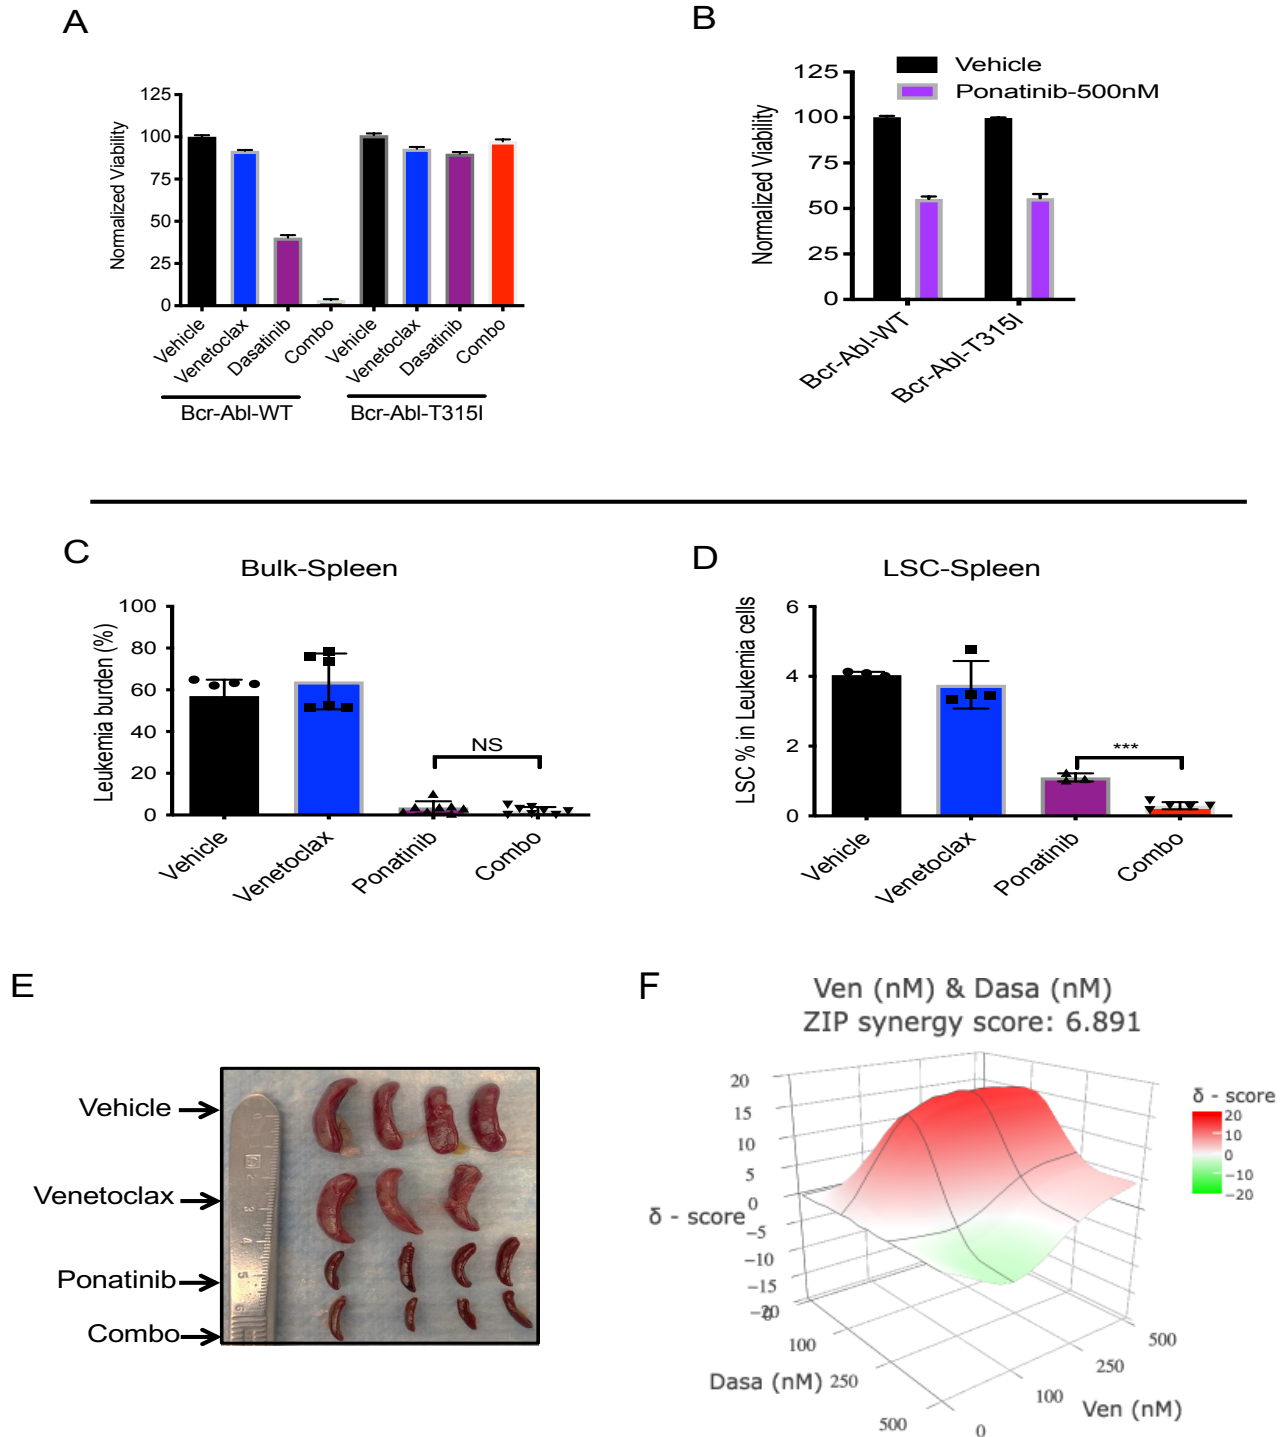 A
Normalized Viability
125
100
75
50
25
0
Vehicle
Venetoclax
Dasatinib
Combo
Vehicle
Venetoclax
Dasatinib
Combo
Bcr-Abl-WT
Bcr-Abl-T315I
B
Vehicle
Ponatinib-500nM
Normalized Viability
125
100
75
50
25
0
Bcr-Abl-WT
Bcr-Abl-T315I
C
Bulk-Spleen
Leukemia burden (%)
100
80
60
40
20
0
NS
Vehicle
Venetoclax
Ponatinib
Combo
D
LSC-Spleen
LSC % in Leukemia cells
6
4
2
0
***
Vehicle
Venetoclax
Ponatinib
Combo
E
Vehicle
Venetoclax
Ponatinib
Combo
2
3
4
5
F
Ven (nM) & Dasa (nM)
ZIP synergy score: 6.891
20
15
10
5
0
−5
−10
−15
−20
δ - score
0
100
250
500
Dasa (nM)
0
100
250
500
Ven (nM)
δ - score
20
10
0
−10
−20